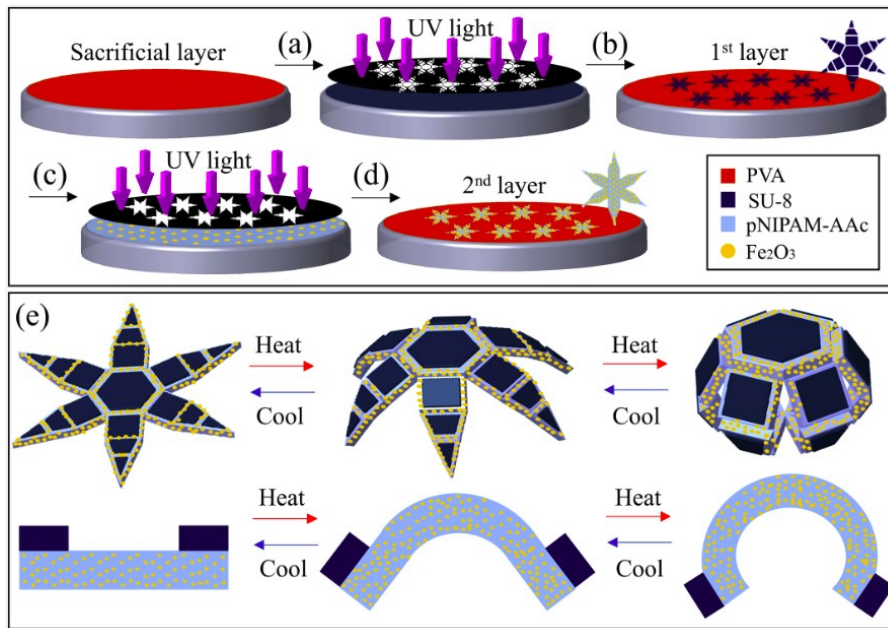 Sacrificial layer
(a)
UV light
(b)
1st layer
(c)
UV light
(d)
2nd layer
PVA
SU-8
pNIPAM-AAc
Fe2O3
(e)
Heat
Cool
Heat
Cool
Heat
Cool
Heat
Cool